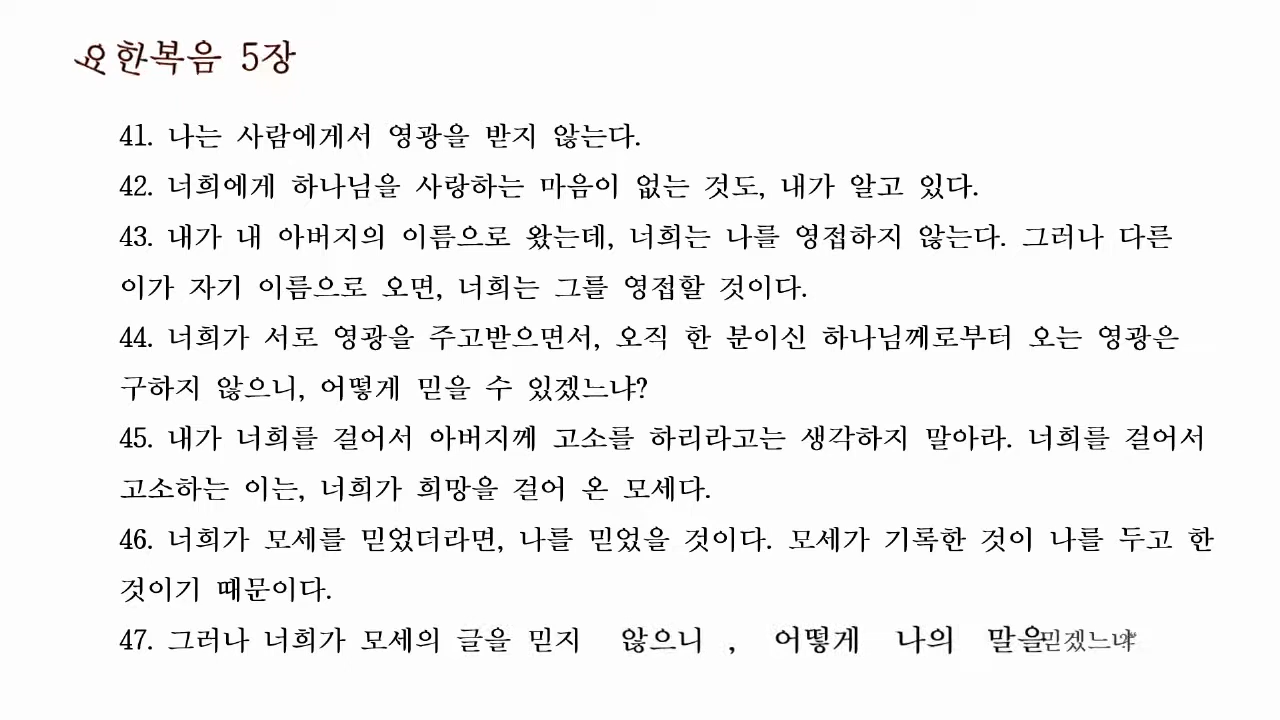 요한복음 5장
41. 나는 사람에게서 영광을 받지 않는다.
42. 너희에게 하나님을 사랑하는 마음이 없는 것도, 내가 알고 있다.
43. 내가 내 아버지의 이름으로 왔는데, 너희는 나를 영접하지 않는다. 그러나 다른
이가 자기 이름으로 오면, 너희는 그를 영접할 것이다.
44. 너희가 서로 영광을 주고받으면서, 오직 한 분이신 하나님께로부터 오는 영광은
구하지 않으니, 어떻게 믿을 수 있겠느냐?
45. 내가 너희를 걸어서 아버지께 고소를 하리라고는 생각하지 말아라. 너희를 걸어서
고소하는 이는, 너희가 희망을 걸어 온 모세다.
46. 너희가 모세를 믿었더라면, 나를 믿었을 것이다. 모세가 기록한 것이 나를 두고 한
것이기 때문이다.
47. 그러나 너희가 모세의 글을 믿지 않으니, 어떻게 나의 말을 믿겠느냐